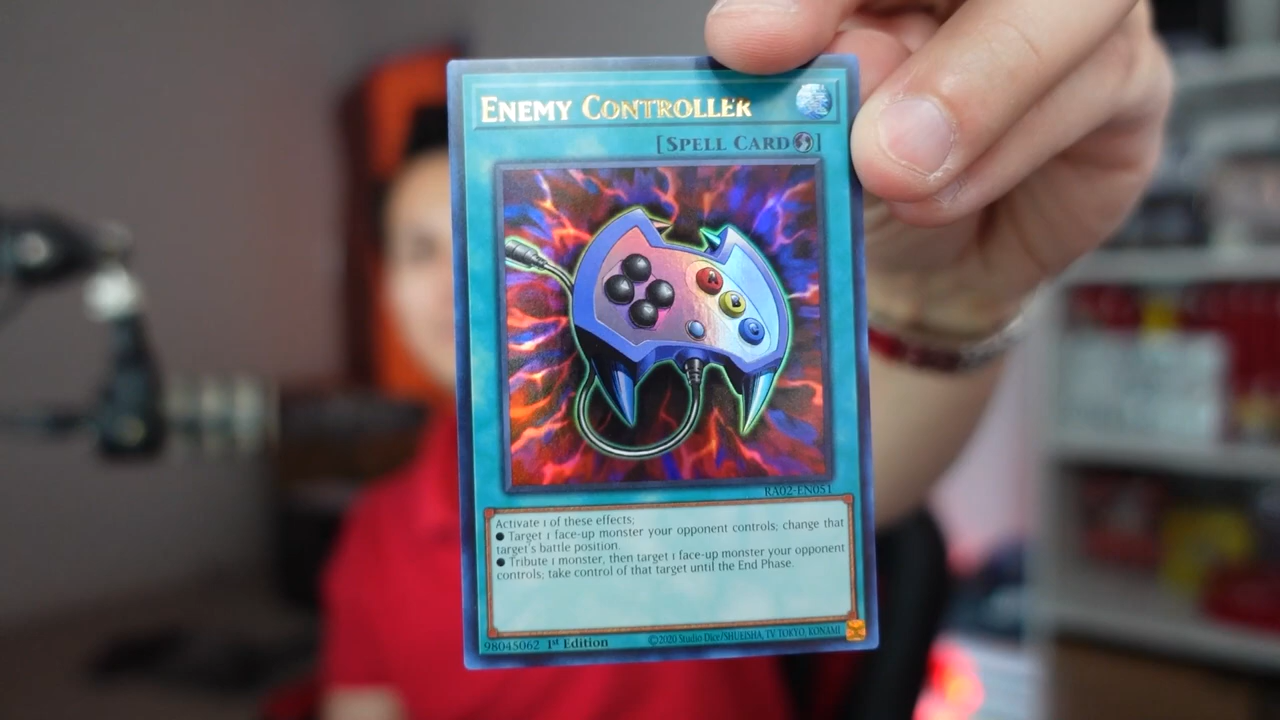 ENEMY CONTROLLER
[SPELL CARD]
A
B
C
RA02-EN051
Activate 1 of these effects;
● Target 1 face-up monster your opponent controls; change that
target's battle position.
● Tribute 1 monster, then target 1 face-up monster your opponent
controls; take control of that target until the End Phase.
98045062 1st Edition ©2020 Studio Dice/SHUEISHA, TV TOKYO, KONAMI